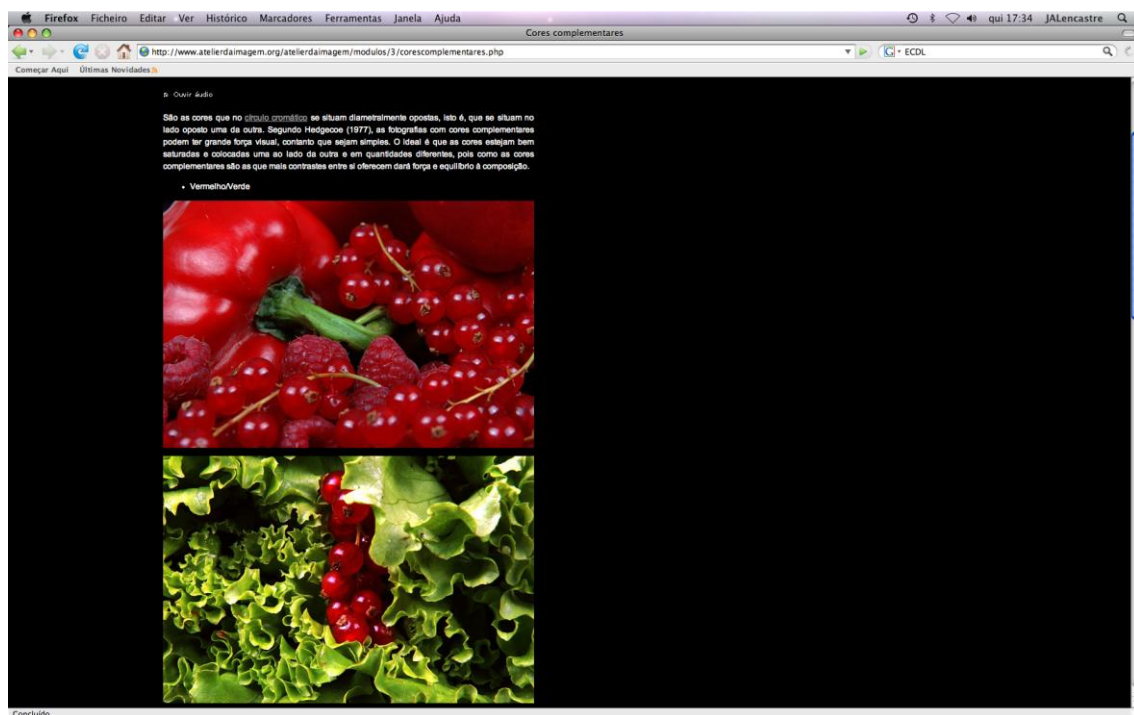 Firefox Ficheiro Editar Ver Histórico Marcadores Ferramentas Janela Ajuda qui 17:34 JALencastre
Cores complementares
http://www.atelierdaimagem.org/atelierdaimagem/modulos/3/corescomplementares.php ECDL
Começar Aqui Últimas Novidades
Ouvir áudio
São as cores que no círculo cromático se situam diametralmente opostas, isto é, que se situam no
lado oposto uma da outra. Segundo Hedgecoe (1977), as fotografias com cores complementares
podem ter grande força visual, contanto que sejam simples. O ideal é que as cores estejam bem
saturadas e colocadas uma ao lado da outra e em quantidades diferentes, pois como as cores
complementares são as que mais contrastes entre si oferecem dará força e equilíbrio à composição.
• Vermelho/Verde
Concluído